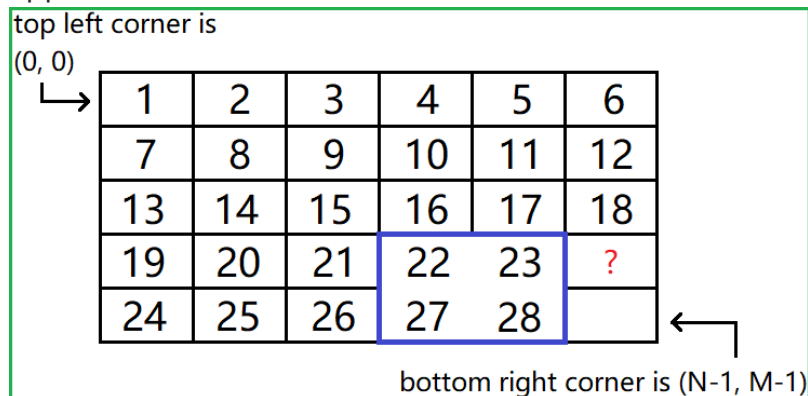 top left corner is
(0, 0)
1 2 3 4 5 6
7 8 9 10 11 12
13 14 15 16 17 18
19 20 21 22 23 ?
24 25 26 27 28
bottom right corner is (N-1, M-1)